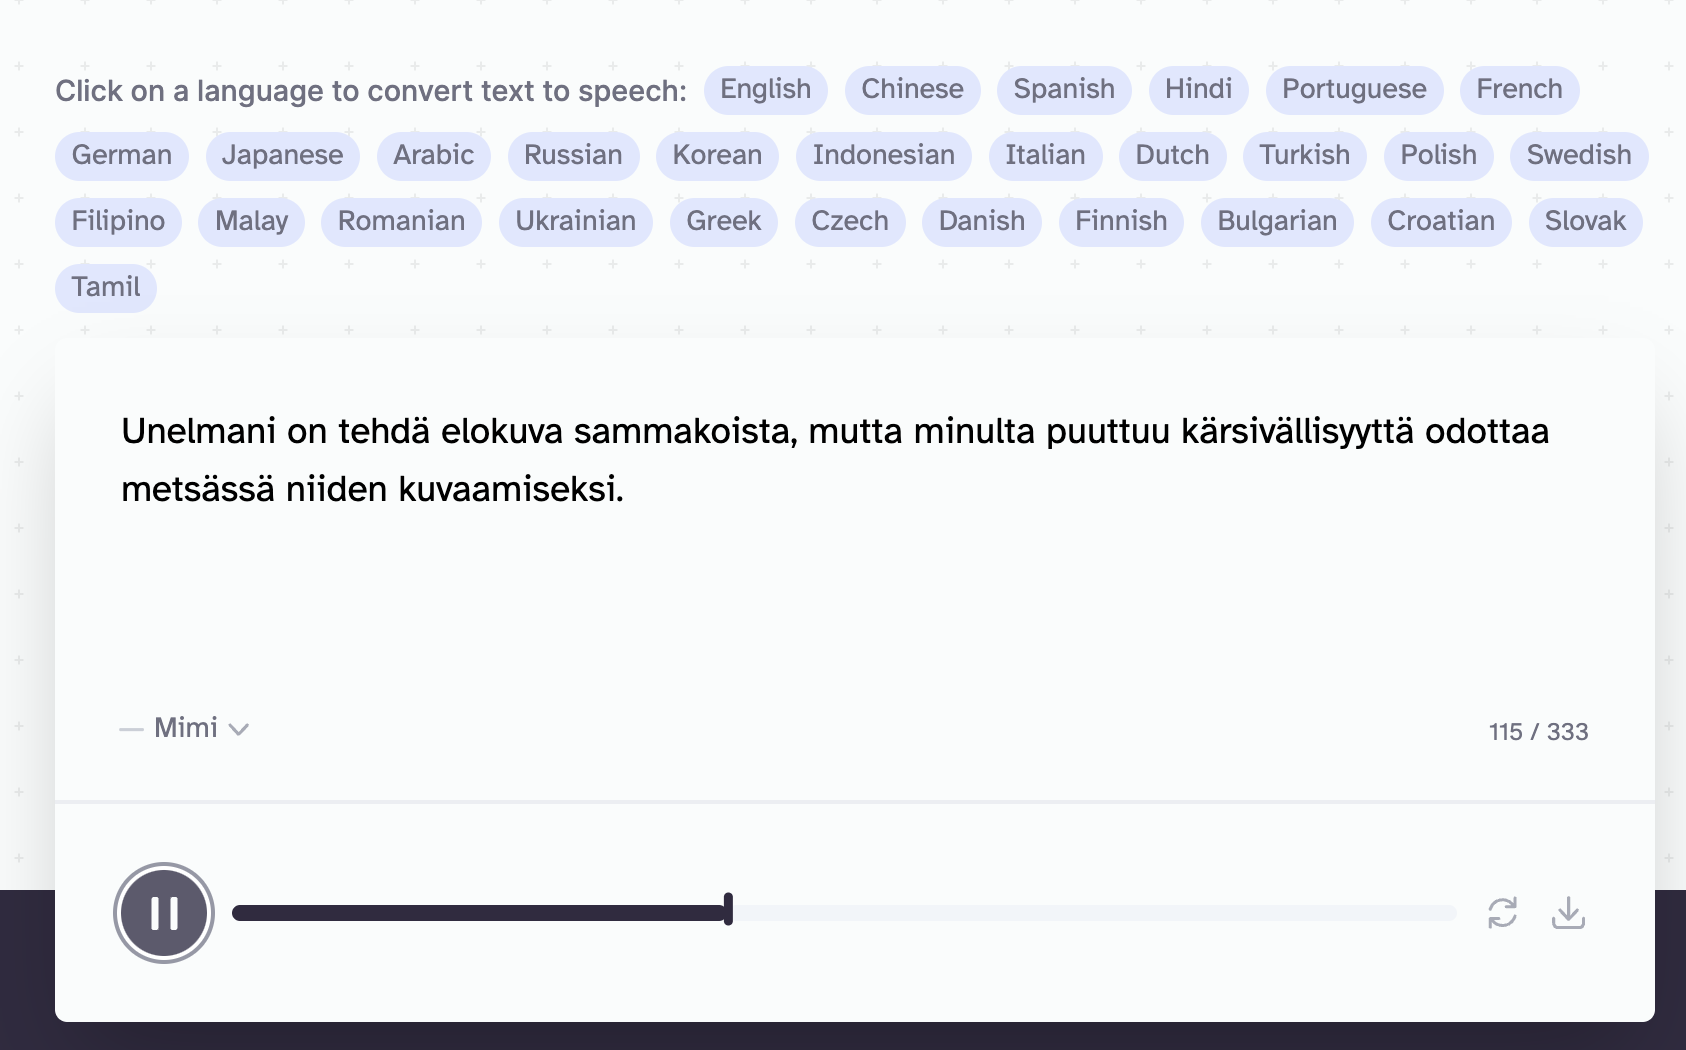 Click on a language to convert text to speech: English Chinese Spanish Hindi Portuguese French
German Japanese Arabic Russian Korean Indonesian Italian Dutch Turkish Polish Swedish
Filipino Malay Romanian Ukrainian Greek Czech Danish Finnish Bulgarian Croatian Slovak
Tamil
Unelmani on tehdä elokuva sammakoista, mutta minulta puuttuu kärsivällisyyttä odottaa
metsässä niiden kuvaamiseksi.
— Mimi
115 / 333